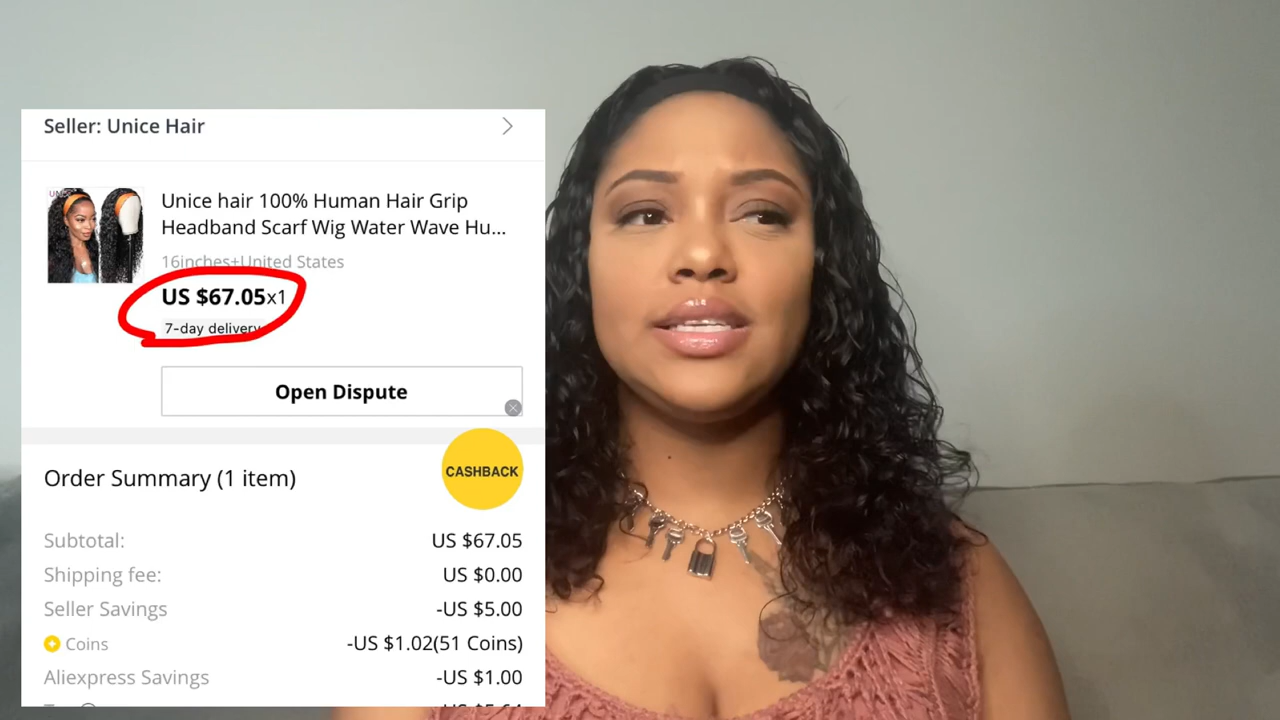 Seller: Unice Hair
Unice hair 100% Human Hair Grip
Headband Scarf Wig Water Wave Hu...
16inches+United States
US $67.05x1
7-day delivery
Open Dispute
Order Summary (1 item)
CASHBACK
Subtotal: US $67.05
Shipping fee: US $0.00
Seller Savings -US $5.00
Coins -US $1.02(51 Coins)
Aliexpress Savings -US $1.00